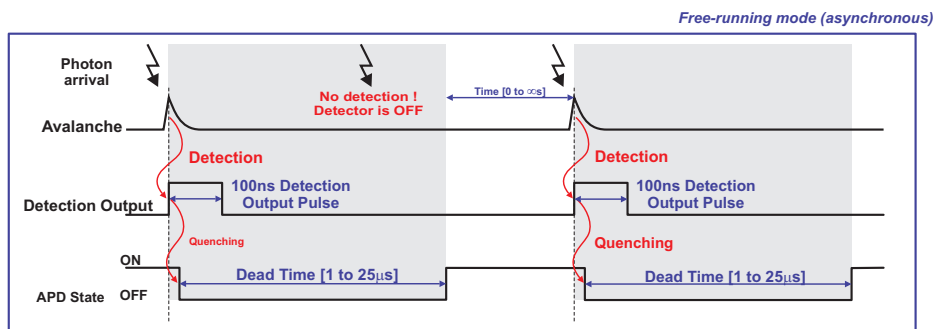 Free-running mode (asynchronous)
Photon
arrival
No detection !
Detector is OFF
Time [0 to ∞s]
Avalanche
Detection
Detection
100ns Detection
Output Pulse
100ns Detection
Output Pulse
Detection Output
Quenching
Quenching
ON
Dead Time [1 to 25μs]
Dead Time [1 to 25μs]
APD State
OFF